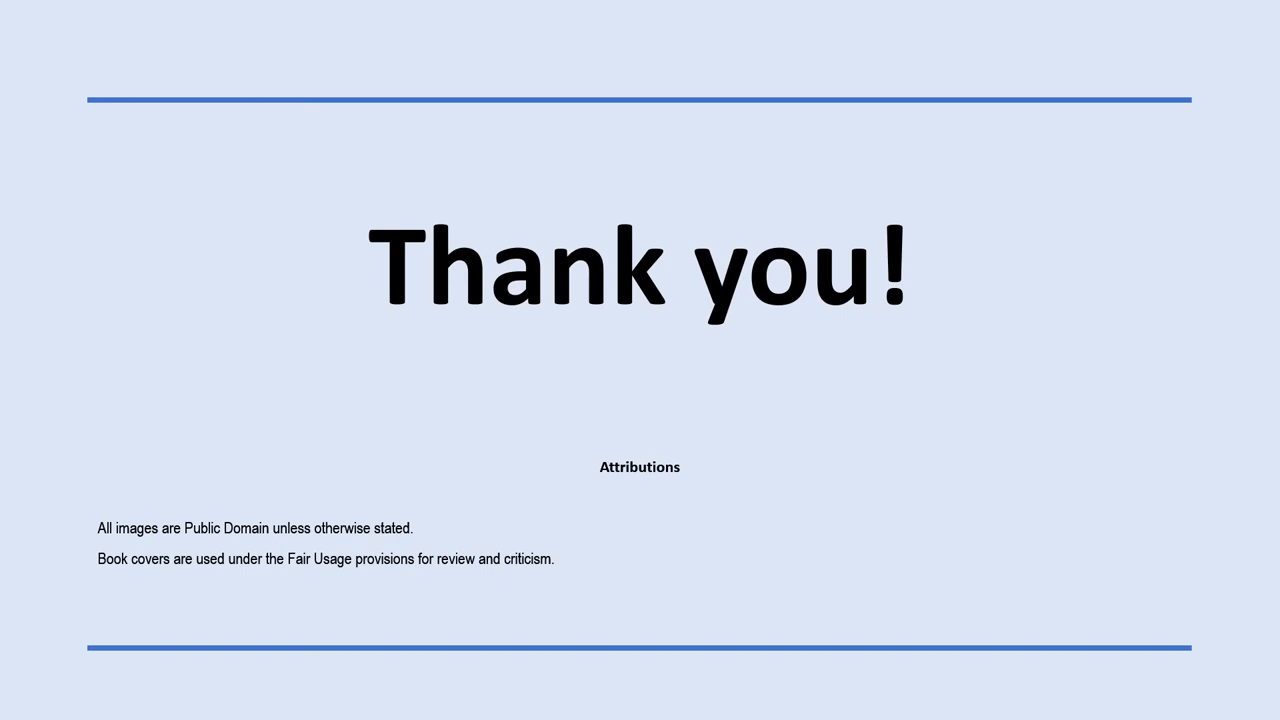 Thank you!
Attributions
All images are Public Domain unless otherwise stated.
Book covers are used under the Fair Usage provisions for review and criticism.